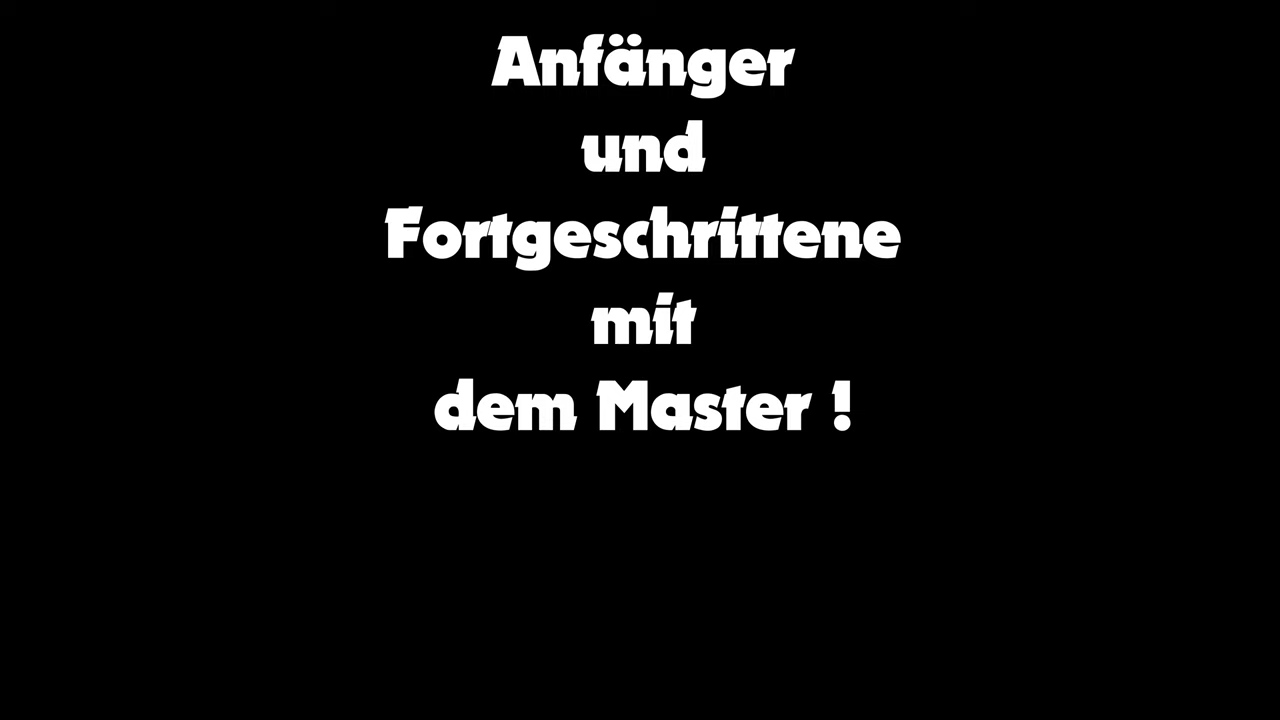 Anfänger
und
Fortgeschrittene
mit
dem Master !